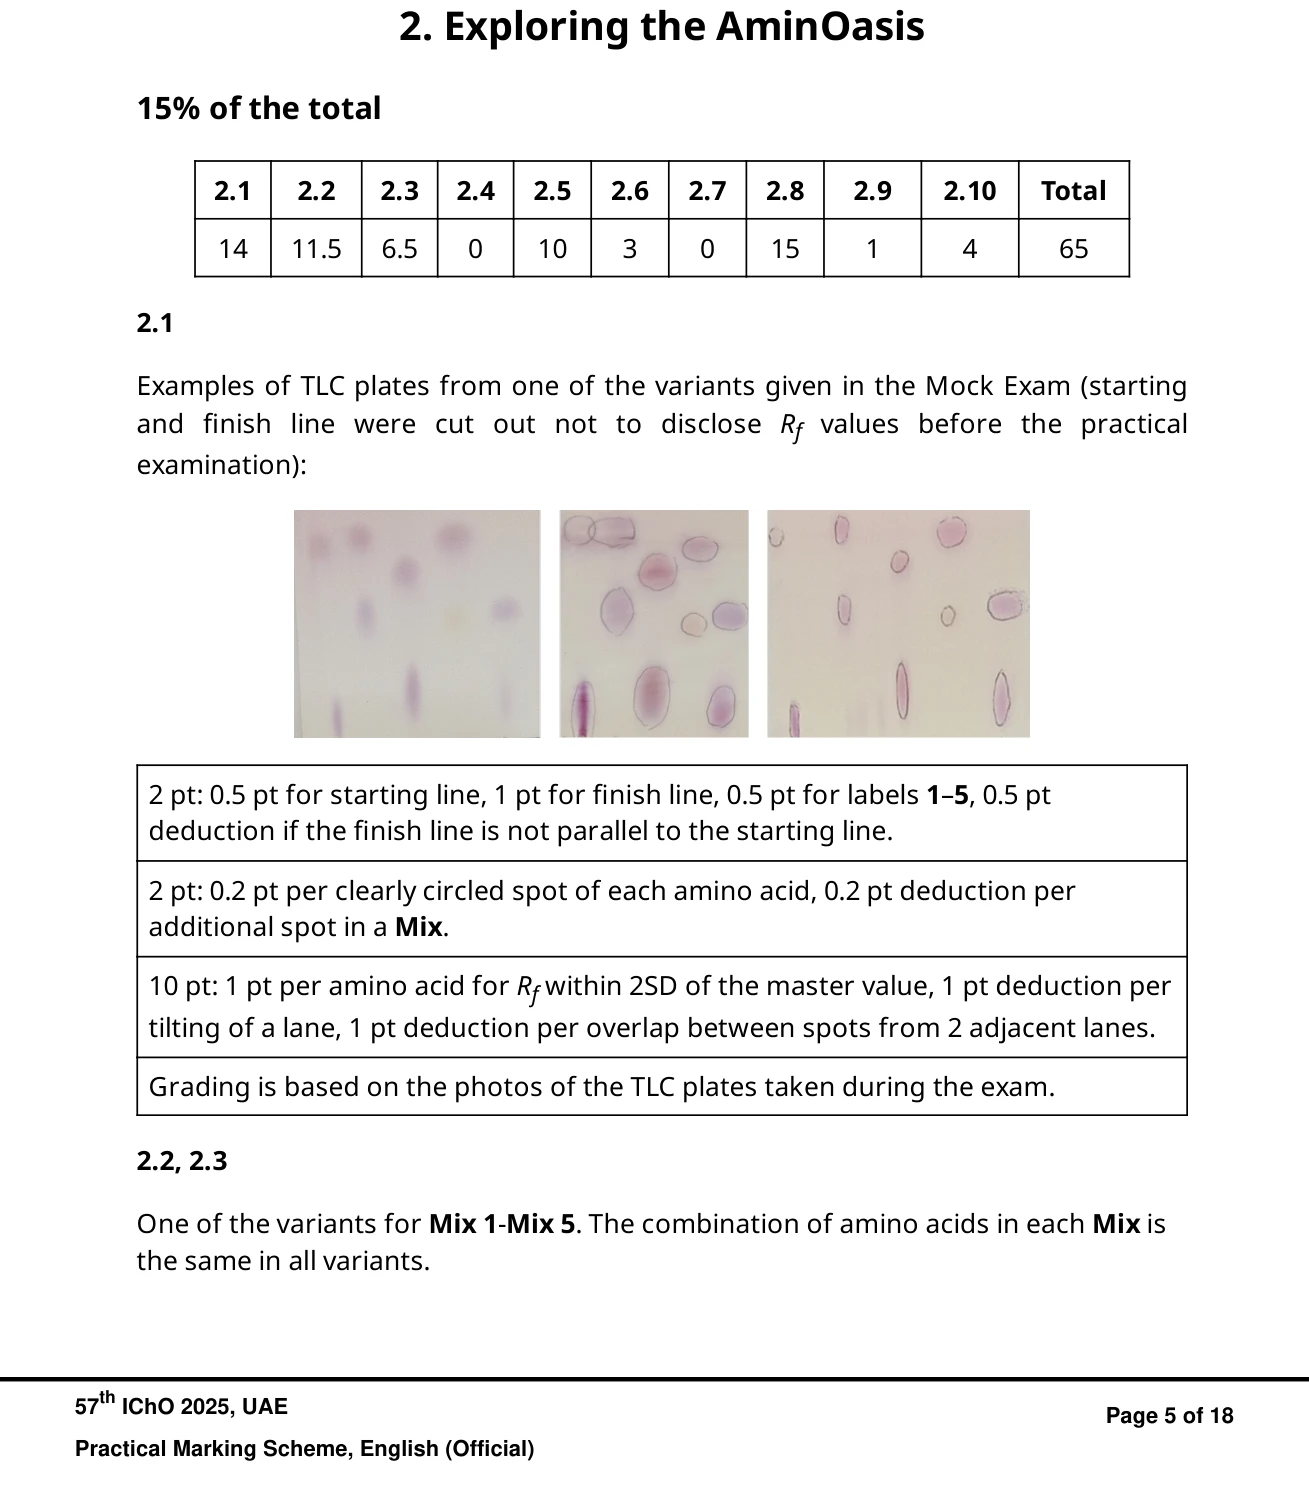 2. Exploring the AminOasis
15% of the total
2.1 2.2 2.3 2.4 2.5 2.6 2.7 2.8 2.9 2.10 Total
14 11.5 6.5 0 10 3 0 15 1 4 65
2.1
Examples of TLC plates from one of the variants given in the Mock Exam (starting
and finish line were cut out not to disclose Rf values before the practical
examination):
2 pt: 0.5 pt for starting line, 1 pt for finish line, 0.5 pt for labels 1–5, 0.5 pt
deduction if the finish line is not parallel to the starting line.
2 pt: 0.2 pt per clearly circled spot of each amino acid, 0.2 pt deduction per
additional spot in a Mix.
10 pt: 1 pt per amino acid for Rf within 2SD of the master value, 1 pt deduction per
tilting of a lane, 1 pt deduction per overlap between spots from 2 adjacent lanes.
Grading is based on the photos of the TLC plates taken during the exam.
2.2, 2.3
One of the variants for Mix 1-Mix 5. The combination of amino acids in each Mix is
the same in all variants.
57th IChO 2025, UAE
Practical Marking Scheme, English (Official)
Page 5 of 18